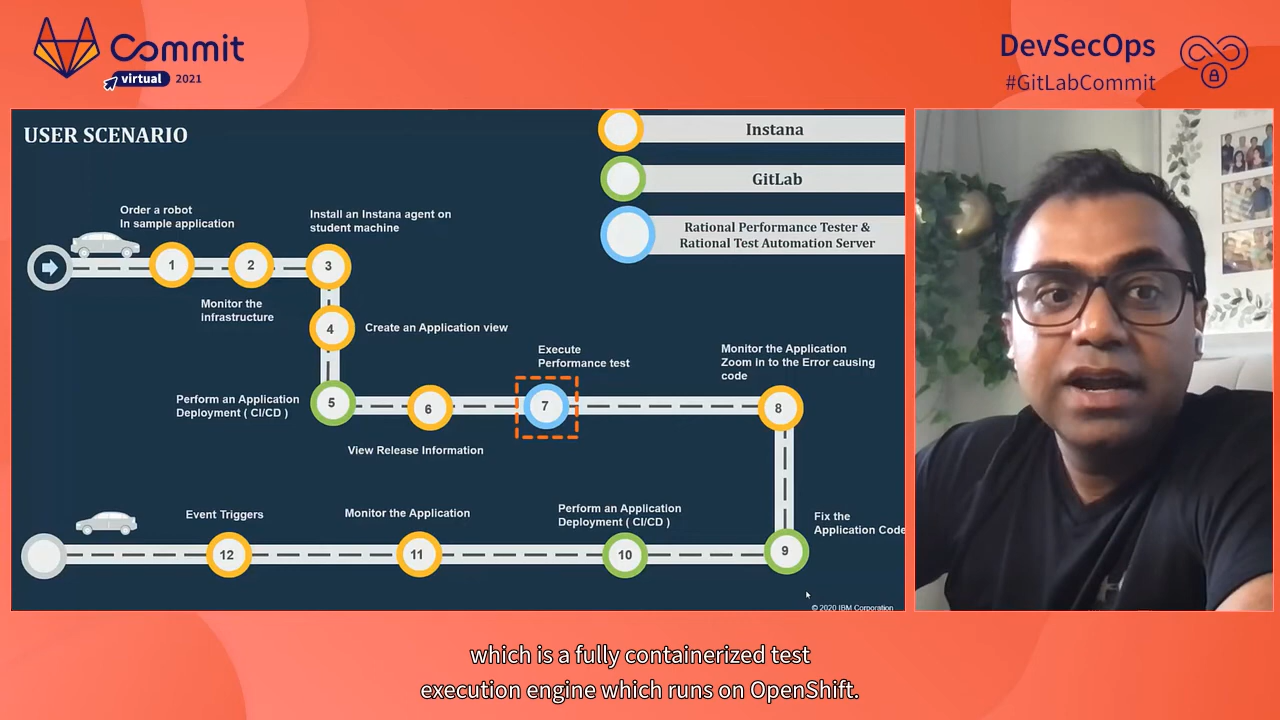 Commit
virtual 2021
DevSecOps
#GitLabCommit
USER SCENARIO
Instana
GitLab
Rational Performance Tester &
Rational Test Automation Server
Order a robot
In sample application
Install an Instana agent on
student machine
1
2
3
Monitor the
infrastructure
4
Create an Application view
Execute
Performance test
Monitor the Application
Zoom in to the Error causing
code
Perform an Application
Deployment ( CI/CD )
5
6
7
8
View Release Information
Event Triggers
Monitor the Application
Perform an Application
Deployment ( CI/CD )
Fix the
Application Code
12
11
10
9
© 2020 IBM Corporation
which is a fully containerized test
execution engine which runs on OpenShift.